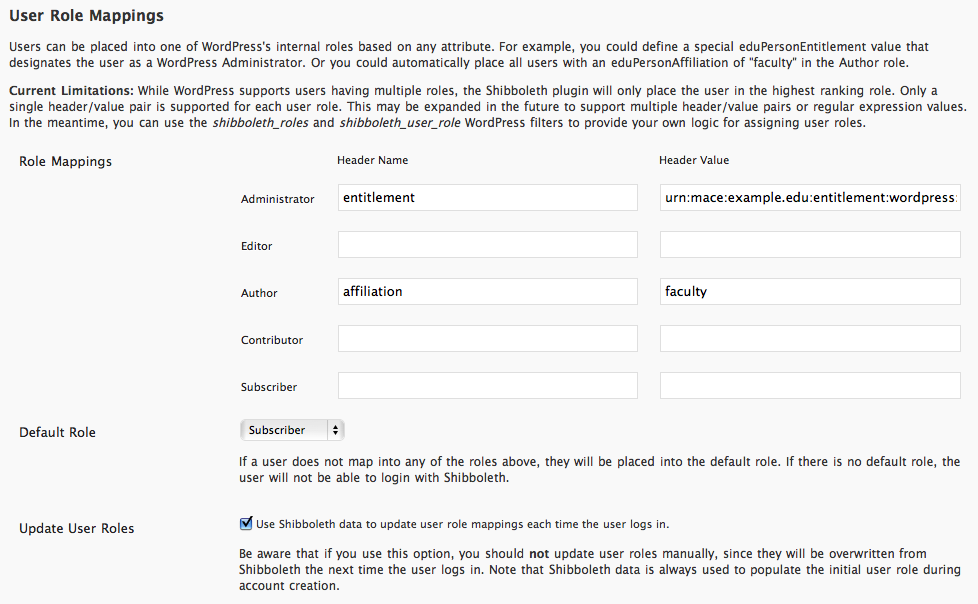 User Role Mappings
Users can be placed into one of WordPress's internal roles based on any attribute. For example, you could define a special eduPersonEntitlement value that
designates the user as a WordPress Administrator. Or you could automatically place all users with an eduPersonAffiliation of "faculty" in the Author role.
Current Limitations: While WordPress supports users having multiple roles, the Shibboleth plugin will only place the user in the highest ranking role. Only a
single header/value pair is supported for each user role. This may be expanded in the future to support multiple header/value pairs or regular expression values.
In the meantime, you can use the shibboleth_roles and shibboleth_user_role WordPress filters to provide your own logic for assigning user roles.
Role Mappings Header Name Header Value
Administrator entitlement urn:mace:example.edu:entitlement:wordpress:
Editor
Author affiliation faculty
Contributor
Subscriber
Default Role Subscriber
If a user does not map into any of the roles above, they will be placed into the default role. If there is no default role, the
user will not be able to login with Shibboleth.
Update User Roles Use Shibboleth data to update user role mappings each time the user logs in.
Be aware that if you use this option, you should not update user roles manually, since they will be overwritten from
Shibboleth the next time the user logs in. Note that Shibboleth data is always used to populate the initial user role during
account creation.